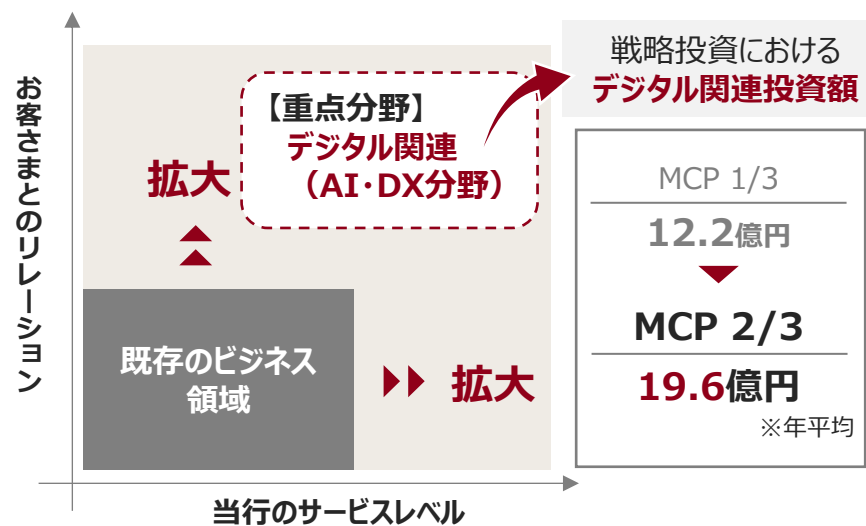 お客さまとのリレーション
【重点分野】
デジタル関連
（AI・DX分野）
拡大
既存のビジネス
領域
拡大
当行のサービスレベル
戦略投資における
デジタル関連投資額
MCP 1/3
12.2億円
MCP 2/3
19.6億円
※年平均